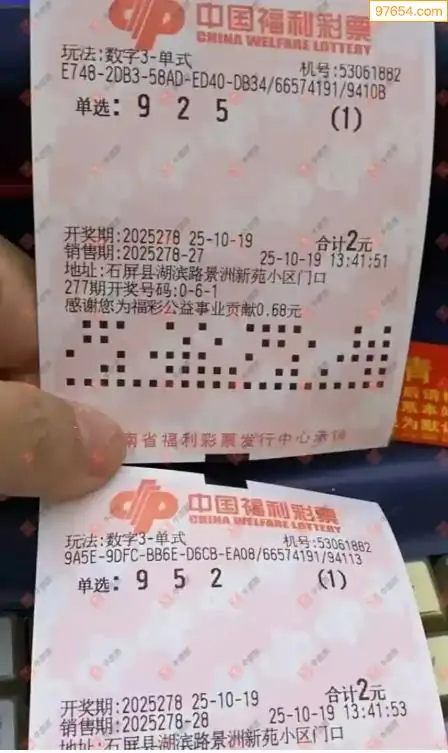 97654.com
中国福利彩票
CHINA WELFARE LOTTERY
玩法:数字3-单式 机号:53061882
E748-2DB3-58AD-ED40-DB34/66574191/9410B
单选: 9 2 5 (1)
开奖期:2025278 25-10-19 合计2元
销售期:2025278-27 25-10-19 13:41:51
地址:石屏县湖滨路景洲新苑小区门口
277期开奖号码:0-6-1
感谢您为福彩公益事业贡献0.68元
南省福利彩票发行中心承销
中国福利彩票
CHINA WELFARE LOTTERY
玩法:数字3-单式 机号:53061882
9A5E-9DFC-BB6E-D6CB-EA08/66574191/94113
单选: 9 5 2 (1)
开奖期:2025278 25-10-19 合计2元
销售期:2025278-28 25-10-19 13:41:53
地址:石屏县湖滨路景洲新苑小区门口